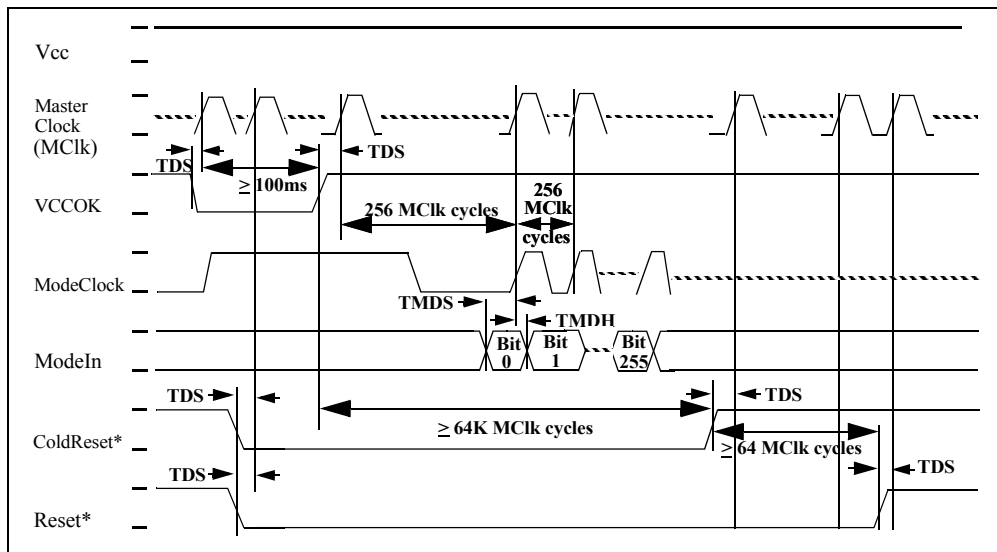 Vcc
Master
Clock
(MClk)
TDS
TDS
≥ 100ms
VCCOK
256 MClk cycles
256
MClk
cycles
ModeClock
TMDS
TMDH
ModeIn
Bit
0
Bit
1
Bit
255
TDS
TDS
≥ 64K MClk cycles
ColdReset*
≥ 64 MClk cycles
TDS
TDS
Reset*